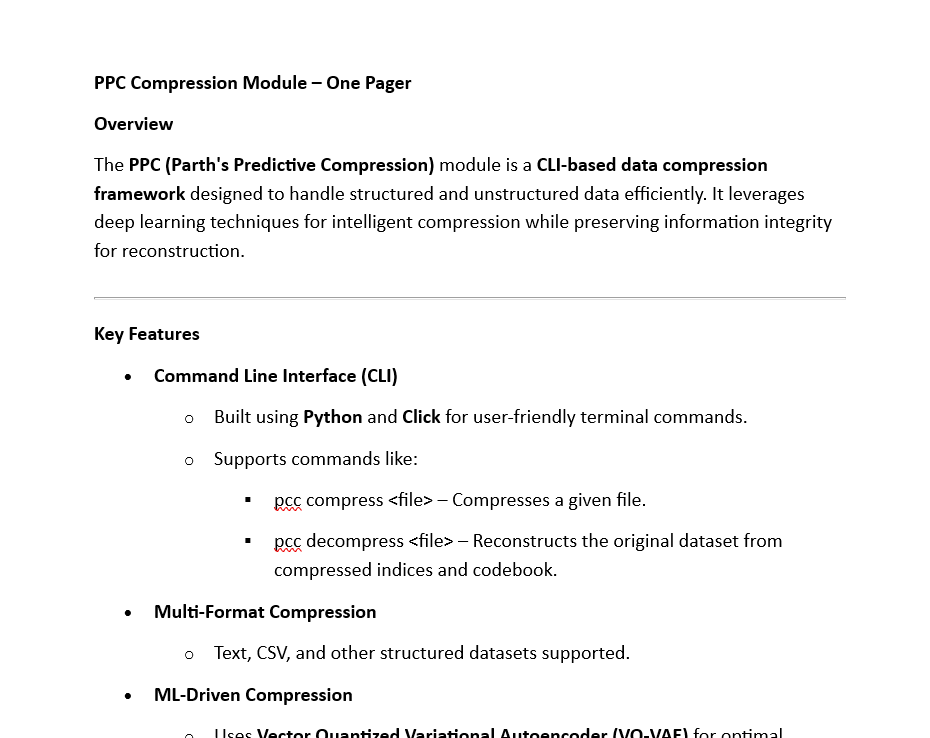 PPC Compression Module – One Pager
Overview
The PPC (Parth's Predictive Compression) module is a CLI-based data compression
framework designed to handle structured and unstructured data efficiently. It leverages
deep learning techniques for intelligent compression while preserving information integrity
for reconstruction.
Key Features
• Command Line Interface (CLI)
o Built using Python and Click for user-friendly terminal commands.
o Supports commands like:
▪ pcc compress <file> – Compresses a given file.
▪ pcc decompress <file> – Reconstructs the original dataset from
compressed indices and codebook.
• Multi-Format Compression
o Text, CSV, and other structured datasets supported.
• ML-Driven Compression
o Uses Vector Quantized Variational Autoencoder (VQ-VAE) for optimal